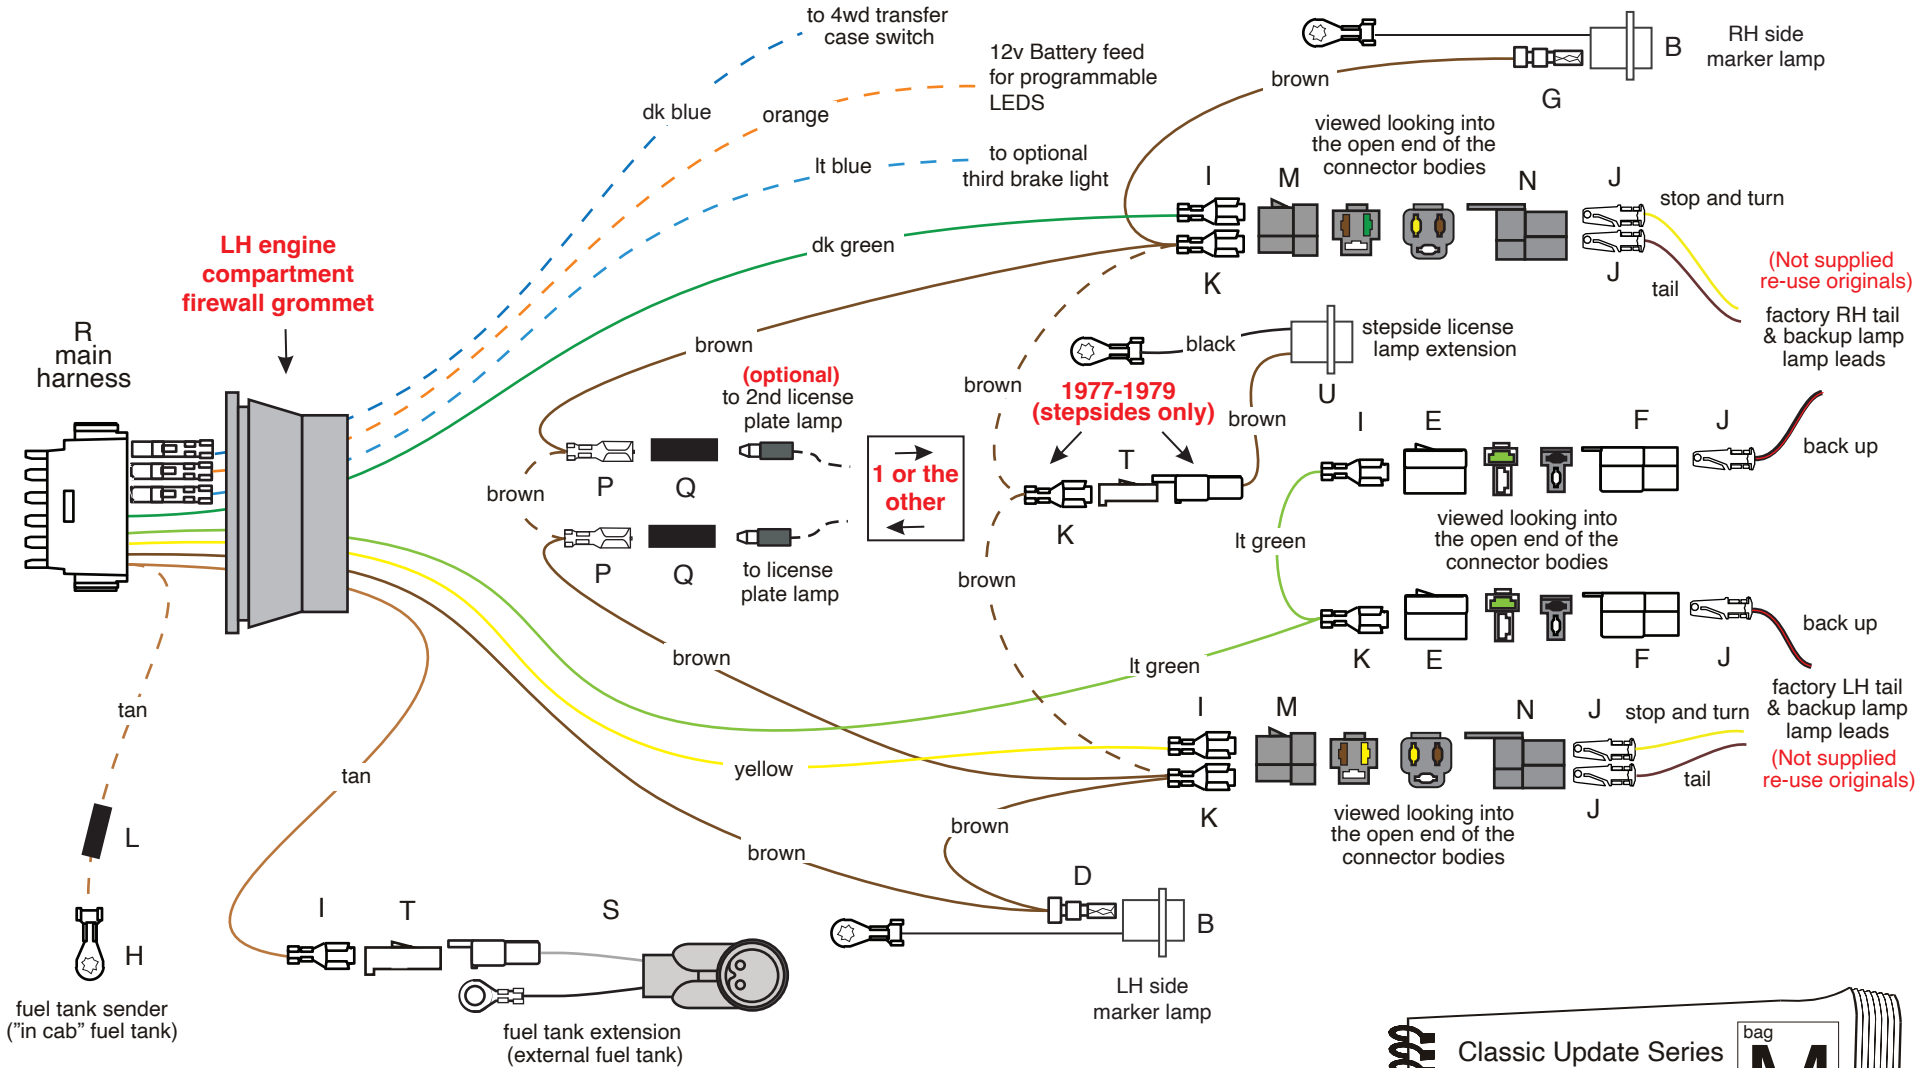 to 4wd transfer
case switch
12v Battery feed
for programmable
LEDS
dk blue
orange
lt blue
to optional
third brake light
RH side
marker lamp
B
brown
G
viewed looking into
the open end of the
connector bodies
I
M
N
J
stop and turn
dk green
K
J
tail
(Not supplied
re-use originals)
factory RH tail
& backup lamp
lamp leads
LH engine
compartment
firewall grommet
R
main
harness
brown
(optional)
to 2nd license
plate lamp
black
stepside license
lamp extension
U
brown
1977-1979
(stepsides only)
brown
1 or the
other
P
Q
brown
T
K
I
E
F
J
back up
viewed looking into
the open end of the
connector bodies
lt green
P
Q
to license
plate lamp
brown
brown
lt green
K
E
F
J
back up
tan
yellow
I
M
N
J
stop and turn
factory LH tail
& backup lamp
lamp leads
(Not supplied
re-use originals)
tail
K
J
viewed looking into
the open end of the
connector bodies
tan
L
brown
brown
D
B
LH side
marker lamp
H
fuel tank sender
("in cab" fuel tank)
I
T
S
fuel tank extension
(external fuel tank)
Classic Update Series
bag
M